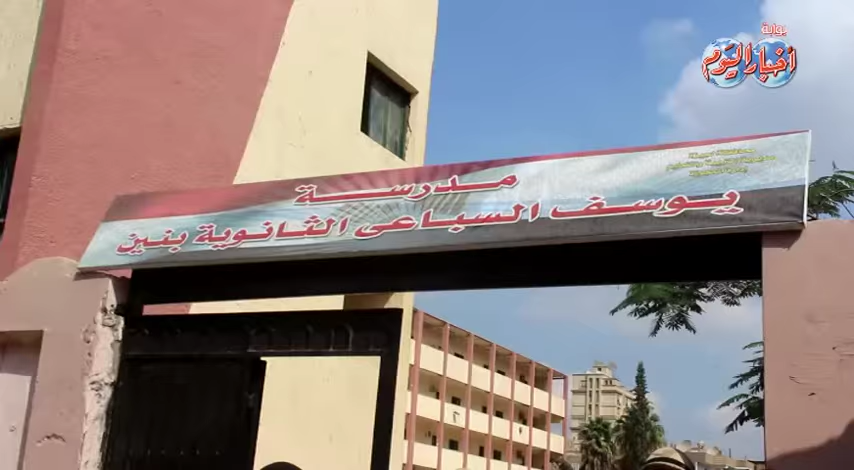 بوابة
أخبار اليوم
مدرسة
يوسف السباعى الثانوية بنين